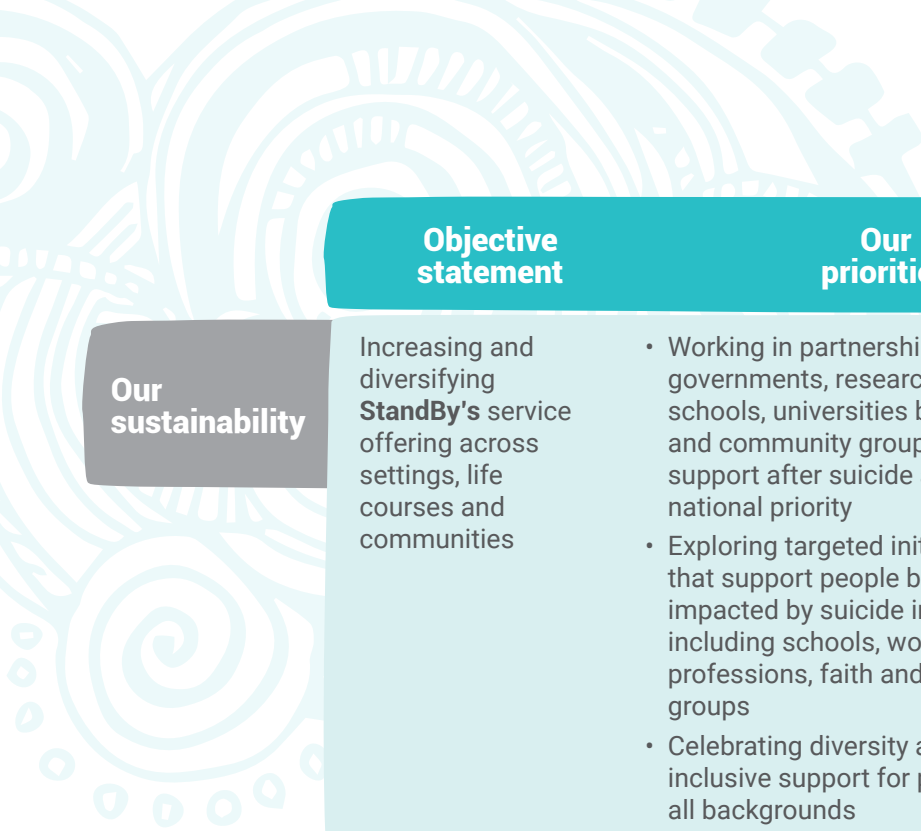 Objective
statement
Our
Our
sustainability
Increasing and
diversifying
StandBy's service
offering across
settings, life
courses and
communities
• Working in
governments,
schools, universities
and community
support after suicide
national priority
• Exploring targeted
that support people
impacted by suicide
including schools,
professions, faith and
groups
• Celebrating diversity
inclusive support for
all backgrounds